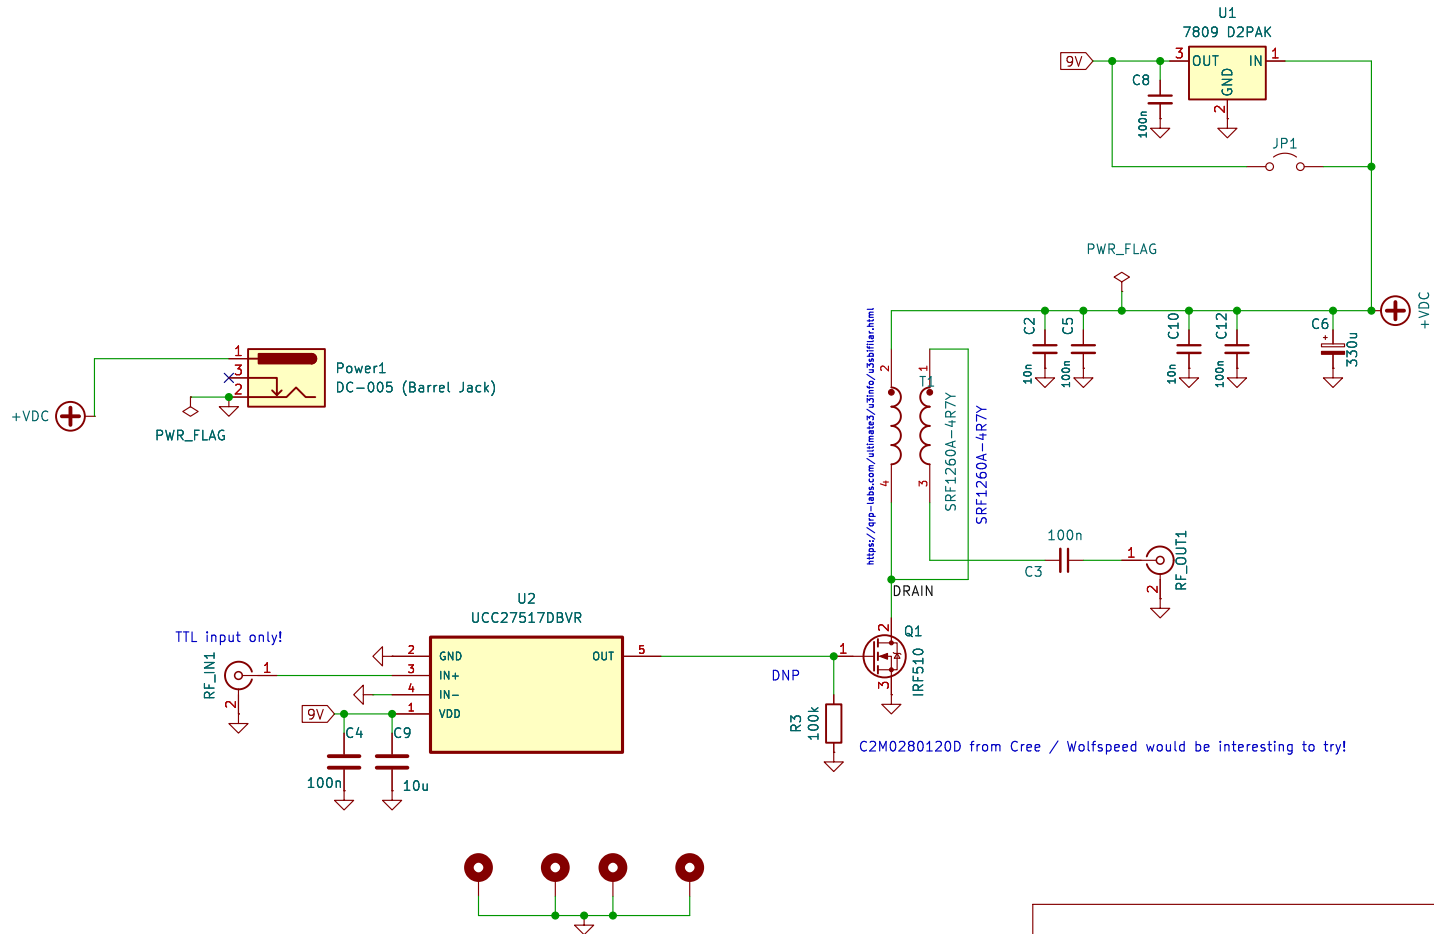 U1
7809 D2PAK
9V
3
OUT
IN
1
GND
2
C8
100n
JP1
PWR_FLAG
+VDC
C2
10n
C5
100n
C10
10n
C12
100n
C6
+
330u
https://qrp-labs.com/ultimate3/u3info/u3sbifilar.html
2
1
T1
4
3
SRF1260A-4R7Y
SRF1260A-4R7Y
+VDC
1
3
2
Power1
DC-005 (Barrel Jack)
PWR_FLAG
100n
C3
1
RF_OUT1
2
DRAIN
U2
UCC27517DBVR
TTL input only!
RF_IN1
1
2
2
GND
3
IN+
4
IN-
1
VDD
OUT
5
9V
C4
100n
C9
10u
DNP
1
2
3
Q1
IRF510
R3
100k
C2M0280120D from Cree / Wolfspeed would be interesting to try!